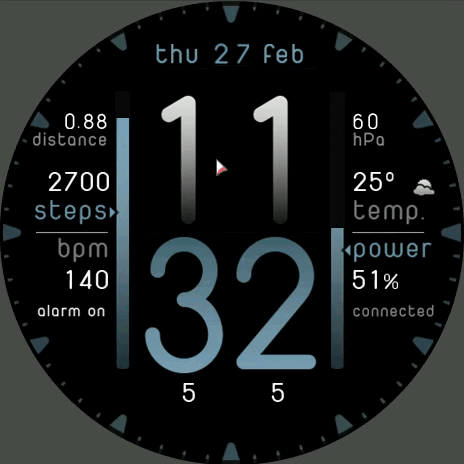 thu 27 feb
11
0.88
distance
2700
steps
bpm
140
alarm on
60
hPa
25°
temp.
power
51%
connected
32
5 5